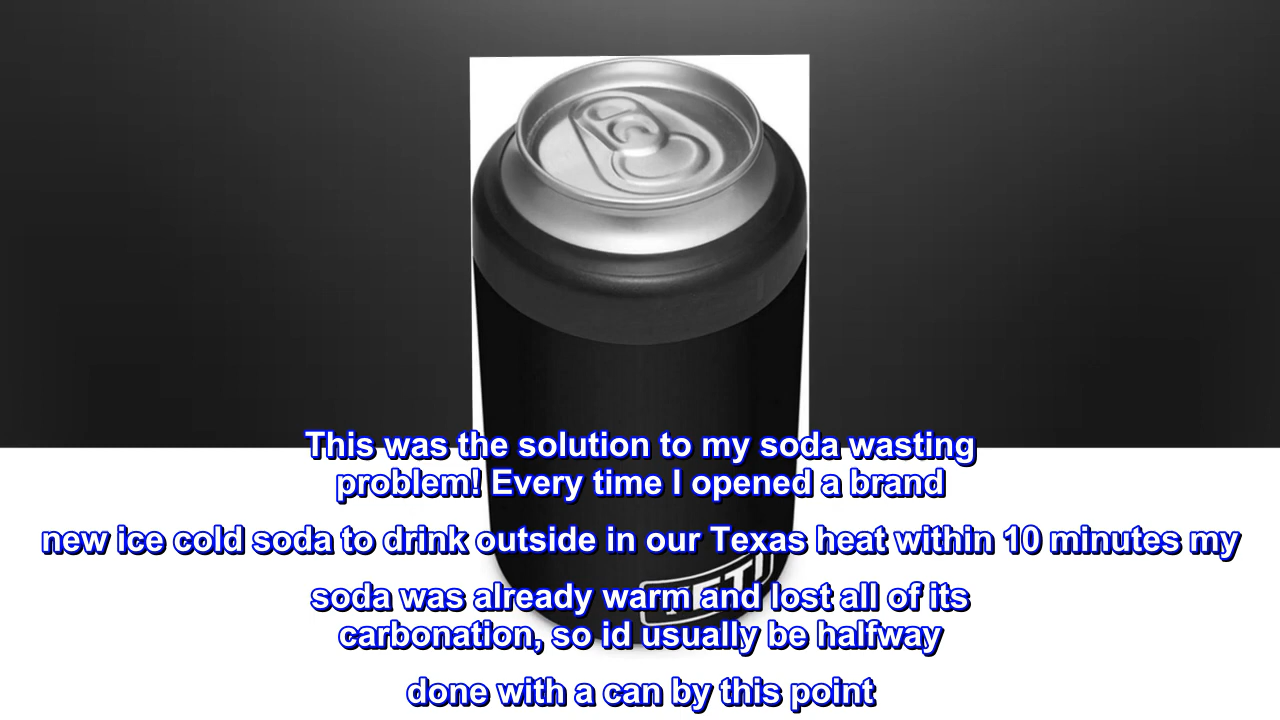 This was the solution to my soda wasting
problem! Every time I opened a brand
new ice cold soda to drink outside in our Texas heat within 10 minutes my
YETI
soda was already warm and lost all of its
carbonation, so id usually be halfway
done with a can by this point